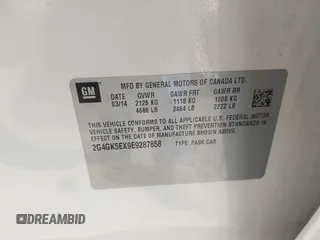 GM
MFD BY GENERAL MOTORS OF CANADA LTD.
03/14
GVWR
2126 KG
4686 LB
GAWR FRT
1118 KG
2464 LB
GAWR RR
1008 KG
2222 LB
THIS VEHICLE CONFORMS TO ALL APPLICABLE U.S. FEDERAL MOTOR
VEHICLE SAFETY, BUMPER, AND THEFT PREVENTION STANDARDS IN
EFFECT ON THE DATE OF MANUFACTURE SHOWN ABOVE.
2G4GK5EX9E9287858 TYPE: PASS CAR
DREAMBID